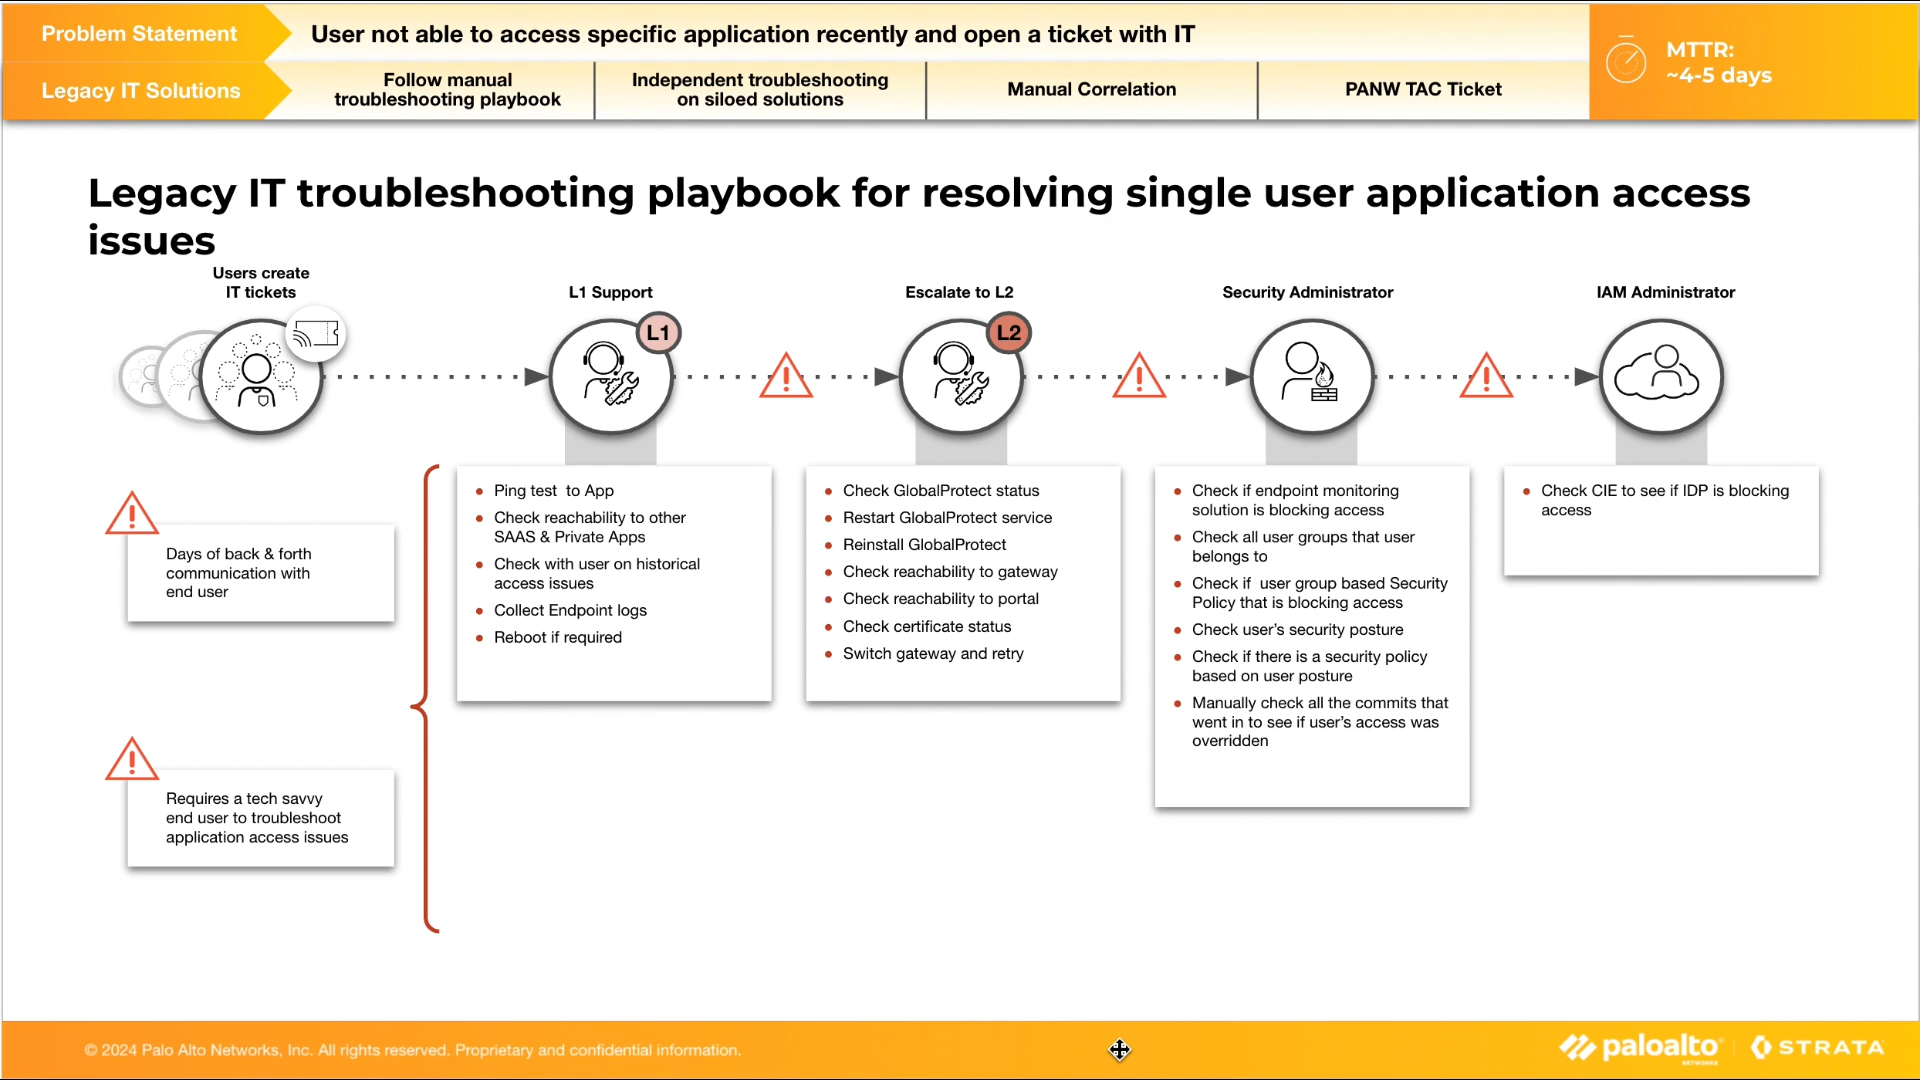 Problem Statement
User not able to access specific application recently and open a ticket with IT
MTTR:
~4-5 days
Legacy IT Solutions
Follow manual
troubleshooting playbook
Independent troubleshooting
on siloed solutions
Manual Correlation
PANW TAC Ticket
Legacy IT troubleshooting playbook for resolving single user application access
issues
Users create
IT tickets
L1 Support
L1
Escalate to L2
L2
Security Administrator
IAM Administrator
Days of back & forth
communication with
end user
Requires a tech savvy
end user to troubleshoot
application access issues
• Ping test  to App
• Check reachability to other
SAAS & Private Apps
• Check with user on historical
access issues
• Collect Endpoint logs
• Reboot if required
• Check GlobalProtect status
• Restart GlobalProtect service
• Reinstall GlobalProtect
• Check reachability to gateway
• Check reachability to portal
• Check certificate status
• Switch gateway and retry
• Check if endpoint monitoring
solution is blocking access
• Check all user groups that user
belongs to
• Check if  user group based Security
Policy that is blocking access
• Check user’s security posture
• Check if there is a security policy
based on user posture
• Manually check all the commits that
went in to see if user’s access was
overridden
• Check CIE to see if IDP is blocking
access
© 2024 Palo Alto Networks, Inc. All rights reserved. Proprietary and confidential information.
paloalto
NETWORKS
STRATA